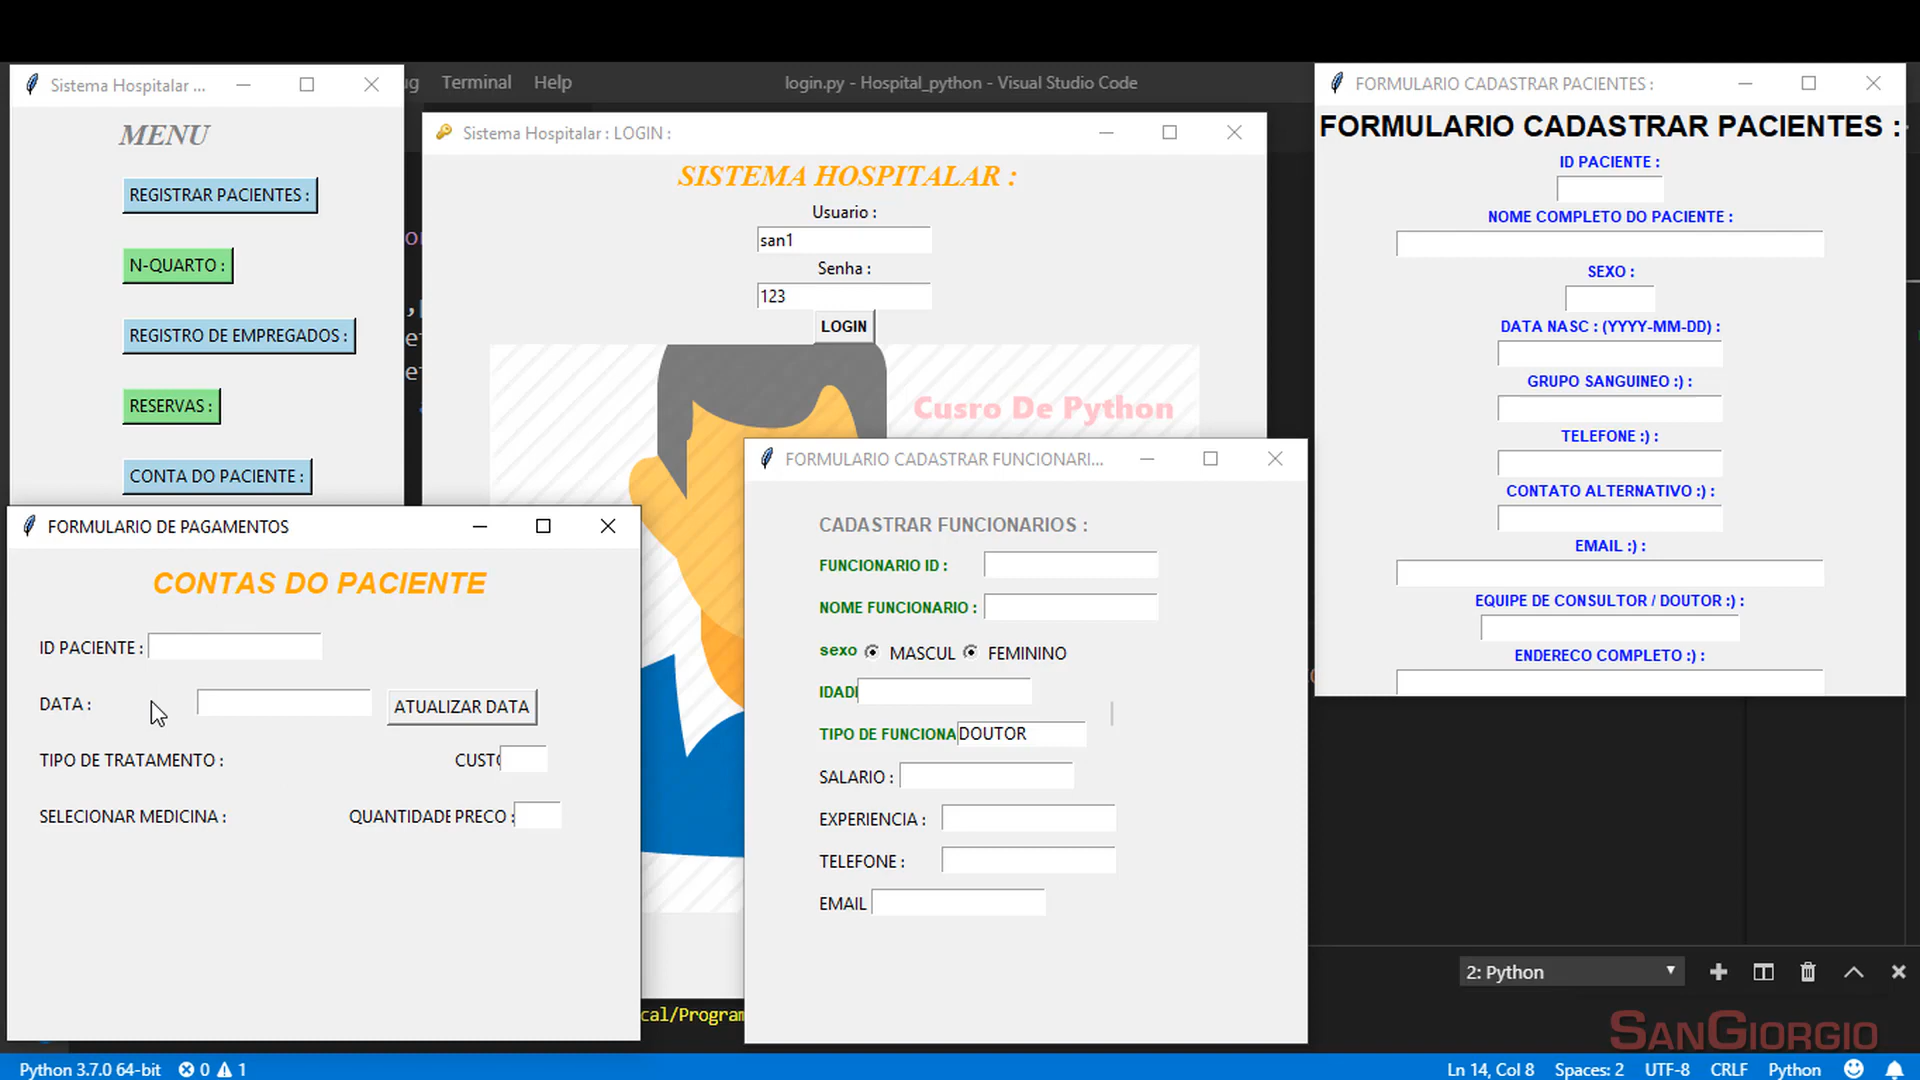 Sistema Hospitalar ...
MENU
REGISTRAR PACIENTES :
N-QUARTO :
REGISTRO DE EMPREGADOS :
RESERVAS :
CONTA DO PACIENTE :
ug Terminal Help
login.py - Hospital_python - Visual Studio Code
Sistema Hospitalar : LOGIN :
SISTEMA HOSPITALAR :
Usuario :
san1
Senha :
123
LOGIN
Cusro De Python
FORMULARIO CADASTRAR PACIENTES :
FORMULARIO CADASTRAR PACIENTES :
ID PACIENTE :
NOME COMPLETO DO PACIENTE :
SEXO :
DATA NASC : (YYYY-MM-DD) :
GRUPO SANGUINEO :) :
TELEFONE :) :
CONTATO ALTERNATIVO :) :
EMAIL :) :
EQUIPE DE CONSULTOR / DOUTOR :) :
ENDERECO COMPLETO :) :
FORMULARIO DE PAGAMENTOS
CONTAS DO PACIENTE
ID PACIENTE :
DATA :
ATUALIZAR DATA
TIPO DE TRATAMENTO :
CUSTO
SELECIONAR MEDICINA :
QUANTIDADE PRECO :
FORMULARIO CADASTRAR FUNCIONARI...
CADASTRAR FUNCIONARIOS :
FUNCIONARIO ID :
NOME FUNCIONARIO :
sexo MASCUL FEMININO
IDADE
TIPO DE FUNCIONA DOUTOR
SALARIO :
EXPERIENCIA :
TELEFONE :
EMAIL
cal/Program
2: Python
SANGIORGIO
Python 3.7.0 64-bit 0 1
Ln 14, Col 8 Spaces: 2 UTF-8 CRLF Python